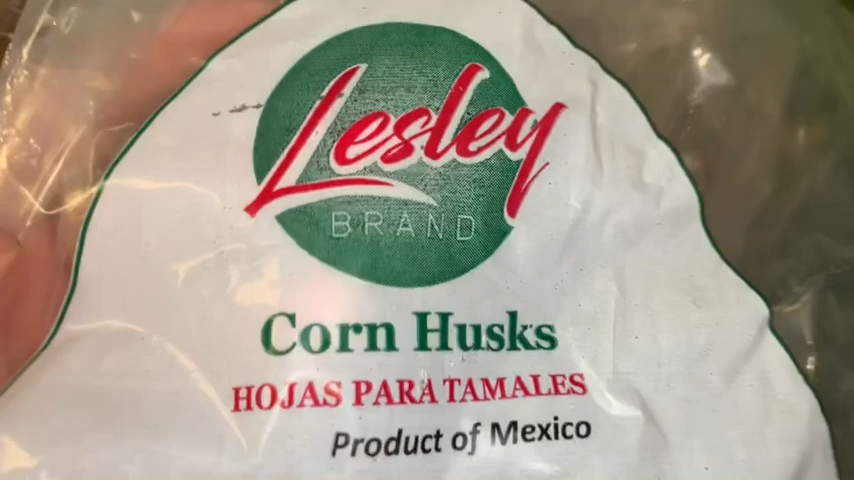 Lesley
BRAND
Corn Husks
HOJAS PARA TAMALES
Product of Mexico